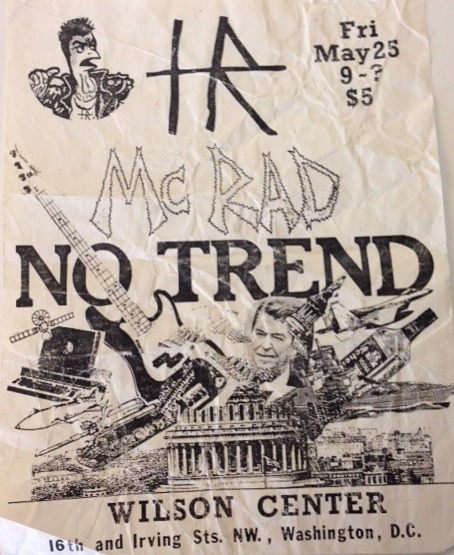 HR
Fri
May 25
9-?
$5
McRAD
NO TREND
WILSON CENTER
16th and Irving Sts. NW., Washington, D.C.